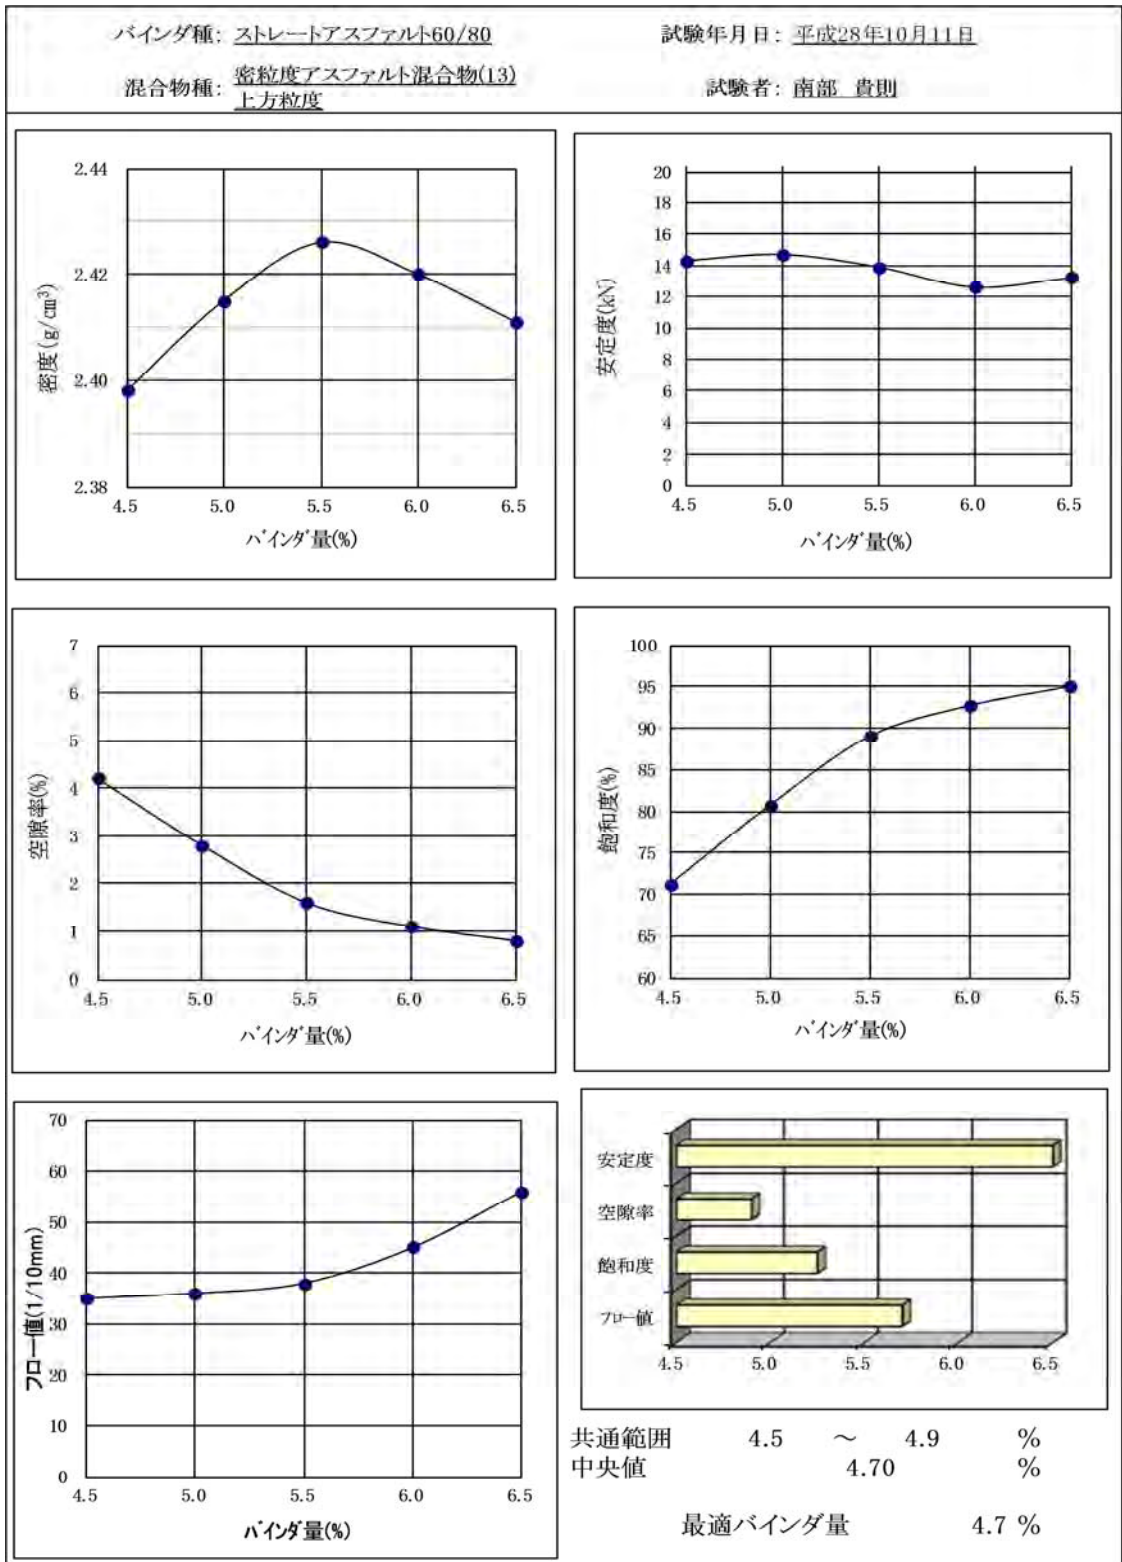 バインダ種: ストレートアスファルト60/80
試験年月日: 平成28年10月11日
混合物種: 密粒度アスファルト混合物(13)
上方粒度
試験者: 南部 貴則
2.44
2.42
2.40
2.38
密度(g/cm³)
4.5 5.0 5.5 6.0 6.5
バインダ量(%)
20
18
16
14
12
10
8
6
4
2
0
安定度(kN)
4.5 5.0 5.5 6.0 6.5
バインダ量(%)
7
6
5
4
3
2
1
0
空隙率(%)
4.5 5.0 5.5 6.0 6.5
バインダ量(%)
100
95
90
85
80
75
70
65
60
飽和度(%)
4.5 5.0 5.5 6.0 6.5
バインダ量(%)
70
60
50
40
30
20
10
0
フロー値(1/10mm)
4.5 5.0 5.5 6.0 6.5
バインダ量(%)
安定度
空隙率
飽和度
フロー値
4.5 5.0 5.5 6.0 6.5
共通範囲 4.5 ～ 4.9 %
中央値 4.70 %
最適バインダ量 4.7 %